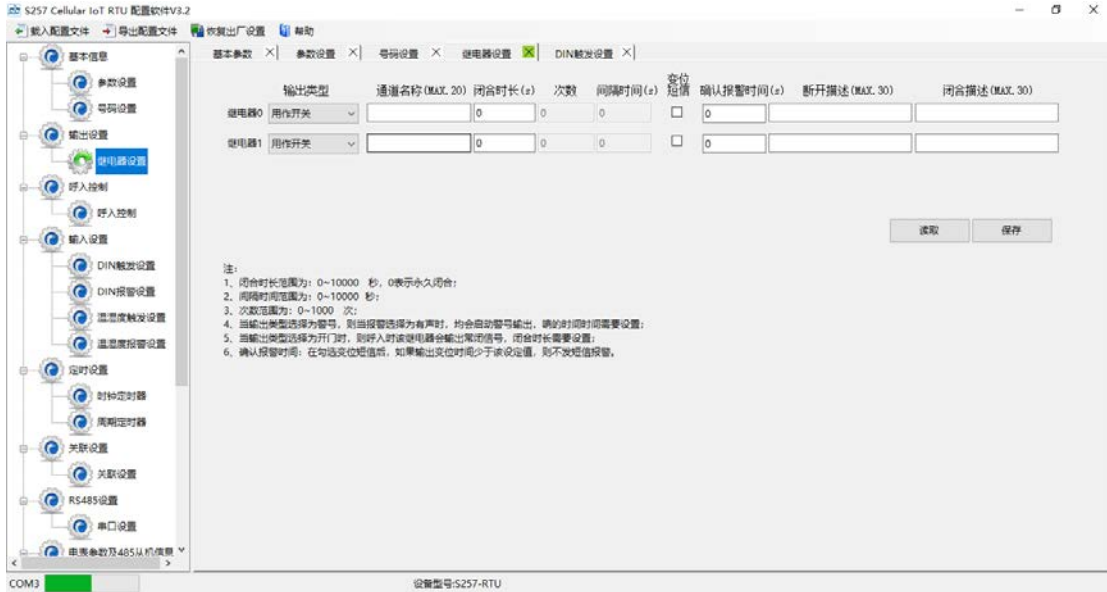 S257 Cellular IoT RTU 配置软件V3.2
载入配置文件 导出配置文件 恢复出厂设置 帮助
基本信息
参数设置
号码设置
输出设置
继电器设置
呼入控制
呼入控制
输入设置
DIN触发设置
DIN报警设置
温湿度触发设置
温湿度报警设置
定时设置
时钟定时器
周期定时器
关联设置
关联设置
RS485设置
串口设置
电表参数及485从机信息
基本参数 参数设置 号码设置 继电器设置 DIN触发设置
输出类型 通道名称(MAX.20) 闭合时长(s) 次数 间隔时间(s) 变位短信 确认报警时间(s) 断开描述(MAX.30) 闭合描述(MAX.30)
继电器0 用作开关 0 0 0 0
继电器1 用作开关 0 0 0 0
读取 保存
注:
1、闭合时长范围为: 0~10000 秒, 0表示永久闭合;
2、间隔时间范围为: 0~10000 秒;
3、次数范围为: 0~1000 次;
4、当输出类型选择为警号, 则当报警选择为有声时, 均会启动警号输出, 响的时间时间需要设置;
5、当输出类型选择为开门时, 则呼入时该继电器会输出常闭信号, 闭合时长需要设置;
6、确认报警时间: 在勾选变位短信后, 如果输出变位时间少于该设定值, 则不发短信报警。
COM3 设备型号:S257-RTU